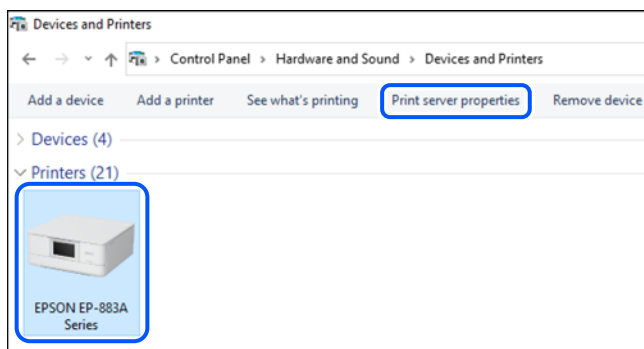 Devices and Printers
Control Panel > Hardware and Sound > Devices and Printers
Add a device Add a printer See what's printing Print server properties Remove device
Devices (4)
Printers (21)
EPSON EP-883A
Series